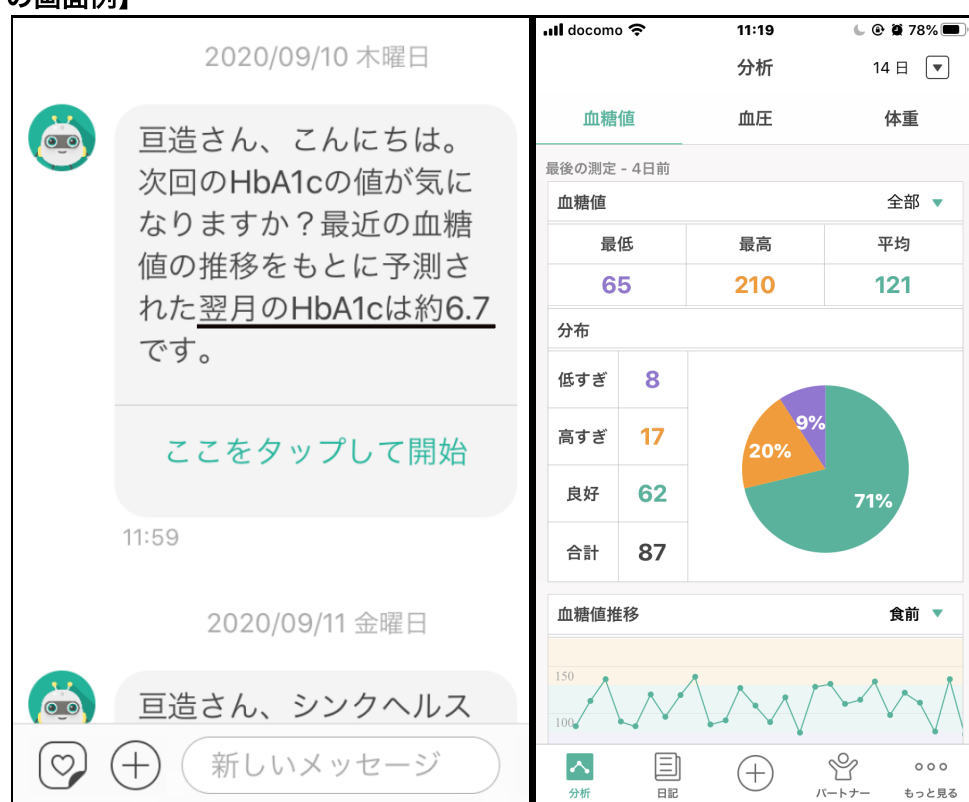 の画面例】
2020/09/10 木曜日
亘造さん、こんにちは。
次回のHbA1cの値が気に
なりますか？最近の血糖
値の推移をもとに予測さ
れた翌月のHbA1cは約6.7
です。
ここをタップして開始
11:59
2020/09/11 金曜日
亘造さん、シンクヘルス
新しいメッセージ
docomo 11:19 78%
分析 14 日
血糖値 血圧 体重
最後の測定 - 4日前
血糖値 全部
最低 最高 平均
65 210 121
分布
低すぎ 8
高すぎ 17
良好 62
合計 87
9%
20%
71%
血糖値推移 食前
150
100
分析 日記 パートナー もっと見る